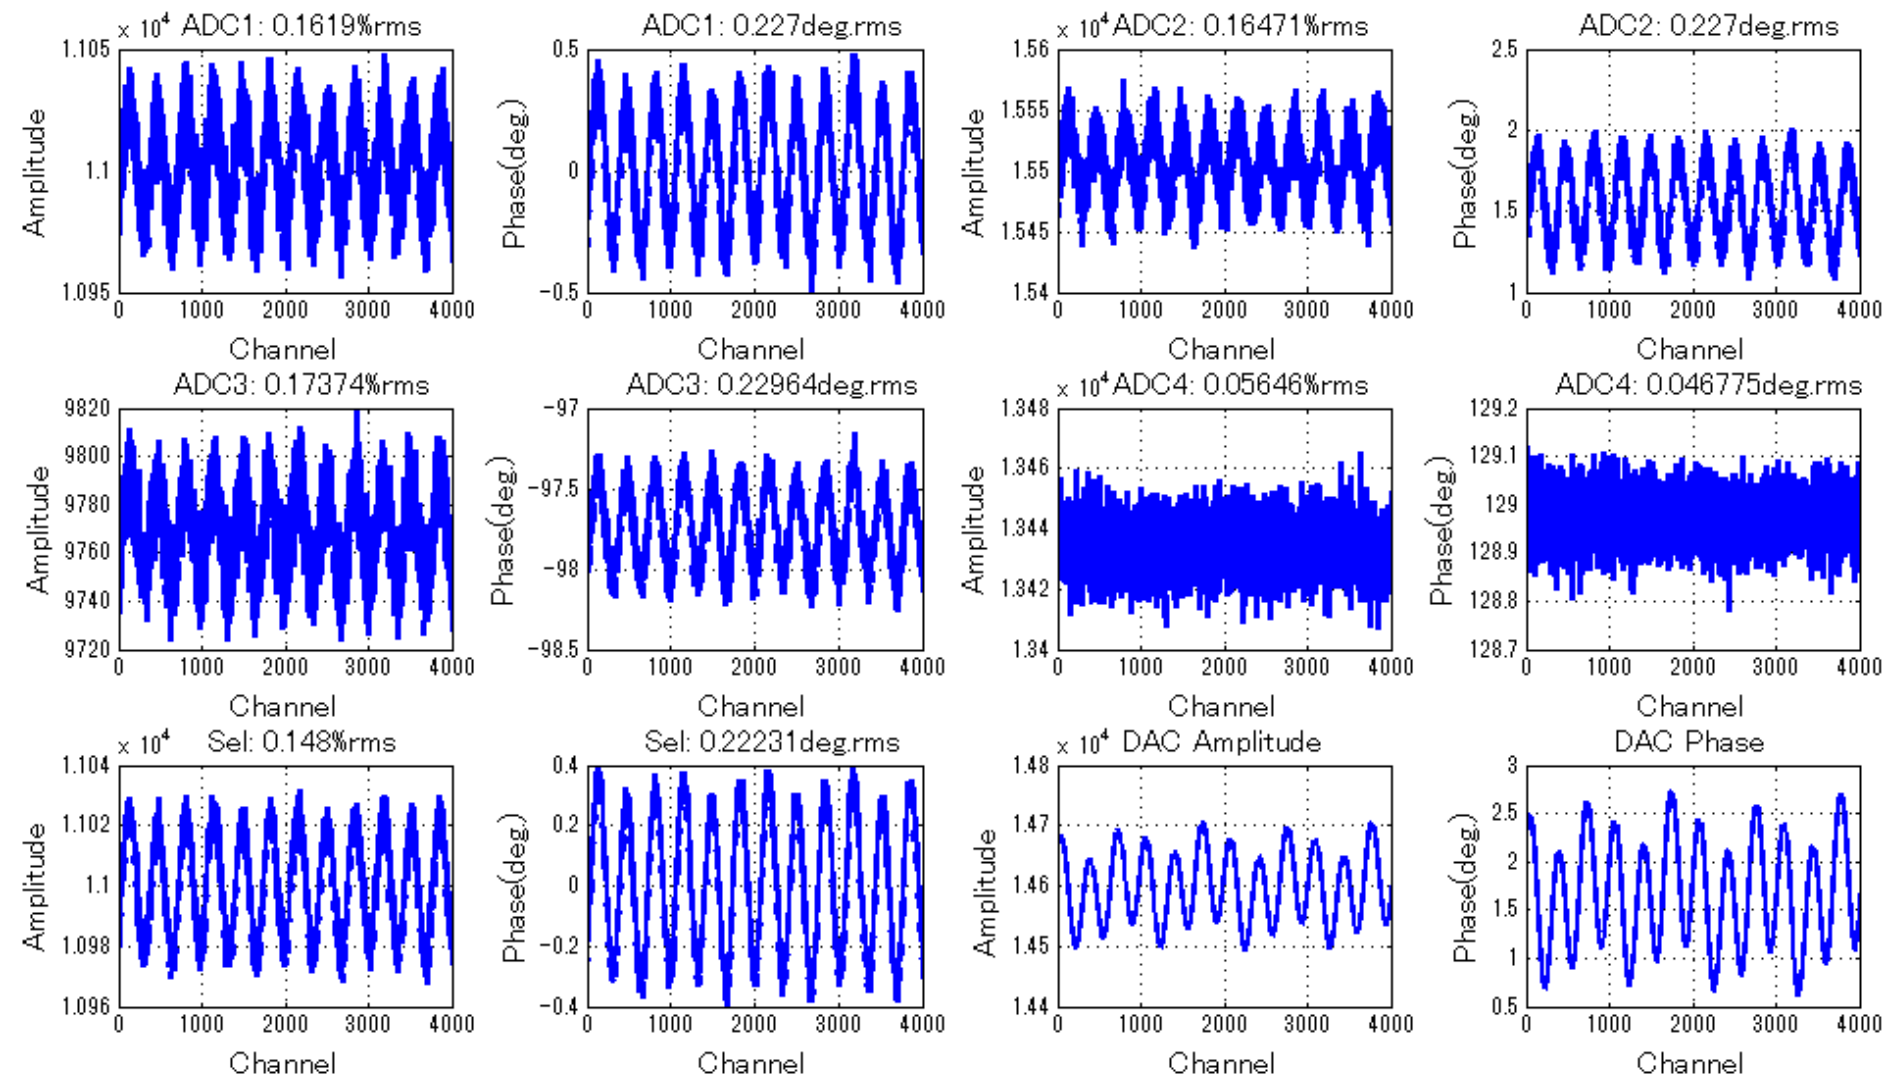 × 10⁴ ADC1: 0.1619%rms
1.105
1.1
1.095
Amplitude
0 1000 2000 3000 4000
Channel
ADC1: 0.227deg.rms
0.5
0
-0.5
Phase(deg.)
0 1000 2000 3000 4000
Channel
× 10⁴ ADC2: 0.16471%rms
1.56
1.555
1.55
1.545
1.54
Amplitude
0 1000 2000 3000 4000
Channel
ADC2: 0.227deg.rms
2.5
2
1.5
1
Phase(deg.)
0 1000 2000 3000 4000
Channel
ADC3: 0.17374%rms
9820
9800
9780
9760
9740
9720
Amplitude
0 1000 2000 3000 4000
Channel
ADC3: 0.22964deg.rms
-97
-97.5
-98
-98.5
Phase(deg.)
0 1000 2000 3000 4000
Channel
× 10⁴ ADC4: 0.05646%rms
1.348
1.346
1.344
1.342
1.34
Amplitude
0 1000 2000 3000 4000
Channel
ADC4: 0.046775deg.rms
129.2
129.1
129
128.9
128.8
128.7
Phase(deg.)
0 1000 2000 3000 4000
Channel
× 10⁴ Sel: 0.148%rms
1.104
1.102
1.1
1.098
1.096
Amplitude
0 1000 2000 3000 4000
Channel
Sel: 0.22231deg.rms
0.4
0.2
0
-0.2
-0.4
Phase(deg.)
0 1000 2000 3000 4000
Channel
× 10⁴ DAC Amplitude
1.48
1.47
1.46
1.45
1.44
Amplitude
0 1000 2000 3000 4000
Channel
DAC Phase
3
2.5
2
1.5
1
0.5
Phase(deg.)
0 1000 2000 3000 4000
Channel